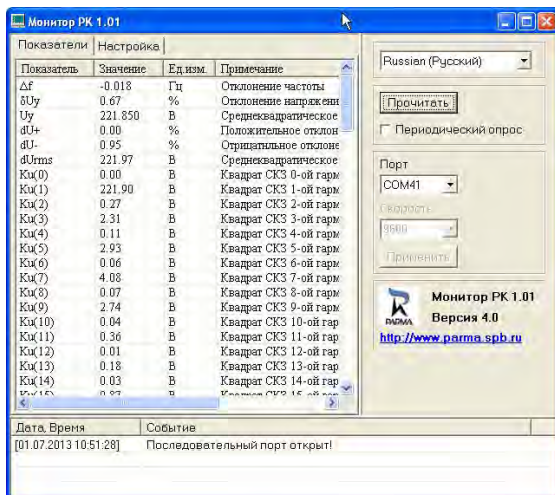 Монитор РК 1.01
Показатели Настройка
Показатель Значение Ед.изм. Примечание
Δf -0.018 Гц Отклонение частоты
δUy 0.67 % Отклонение напряжени
Uy 221.850 В Среднеквадратическое
dU+ 0.00 % Положительное отклон
dU- 0.95 % Отрицатильное отклоне
dUrms 221.97 В Среднеквадратическое
Ku(0) 0.00 В Квадрат СКЗ 0-ой гарм
Ku(1) 221.90 В Квадрат СКЗ 1-ой гарм
Ku(2) 0.27 В Квадрат СКЗ 2-ой гарм
Ku(3) 2.31 В Квадрат СКЗ 3-ой гарм
Ku(4) 0.11 В Квадрат СКЗ 4-ой гарм
Ku(5) 2.93 В Квадрат СКЗ 5-ой гарм
Ku(6) 0.06 В Квадрат СКЗ 6-ой гарм
Ku(7) 4.08 В Квадрат СКЗ 7-ой гарм
Ku(8) 0.07 В Квадрат СКЗ 8-ой гарм
Ku(9) 2.74 В Квадрат СКЗ 9-ой гарм
Ku(10) 0.04 В Квадрат СКЗ 10-ой гар
Ku(11) 0.36 В Квадрат СКЗ 11-ой гар
Ku(12) 0.01 В Квадрат СКЗ 12-ой гар
Ku(13) 0.18 В Квадрат СКЗ 13-ой гар
Ku(14) 0.03 В Квадрат СКЗ 14-ой гар
Russian (Русский)
Прочитать
Периодический опрос
Порт
COM41
Скорость
9600
Применить
PARMA
Монитор РК 1.01
Версия 4.0
http://www.parma.spb.ru
Дата, Время Событие
[01.07.2013 10:51:28] Последовательный порт открыт!